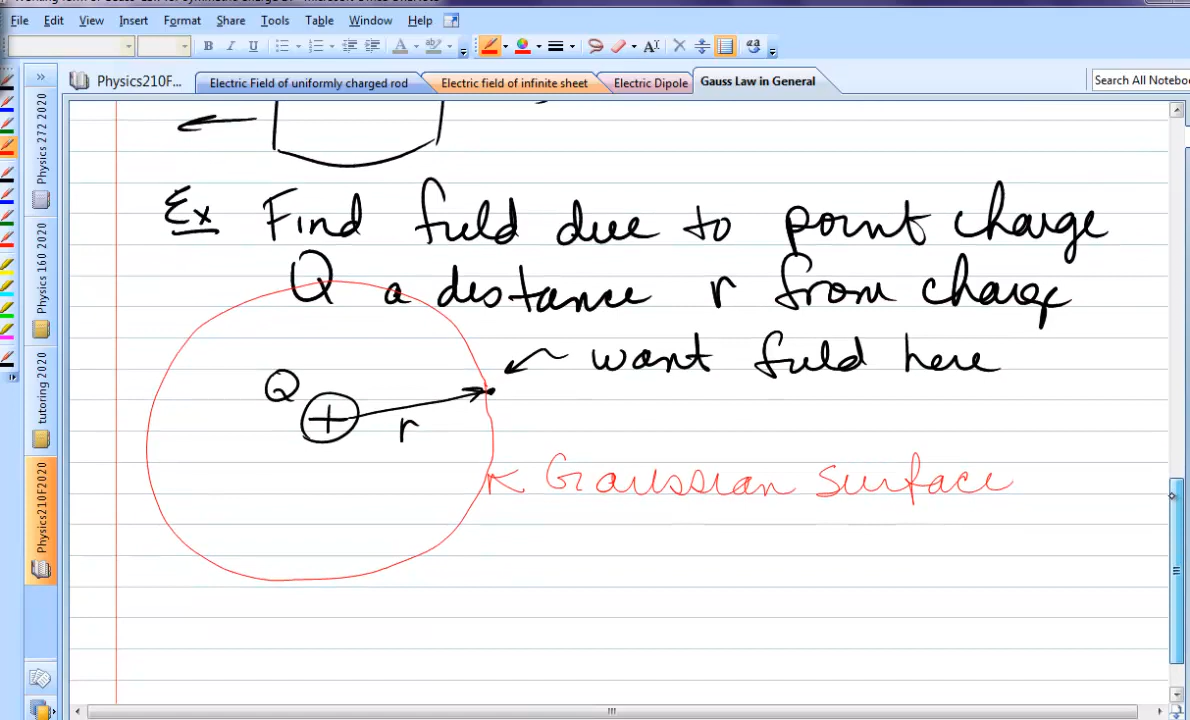 File Edit View Insert Format Share Tools Table Window Help
B I U A ab A
» Physics210F... Electric Field of uniformly charged rod Electric field of infinite sheet Electric Dipole Gauss Law in General Search All Notebo
Physics 272 2020
Physics 160 2020
tutoring 2020
Physics210F2020
Ex Find field due to point charge
Q a distance r from charge
want field here
Q
+
r
Gaussian surface